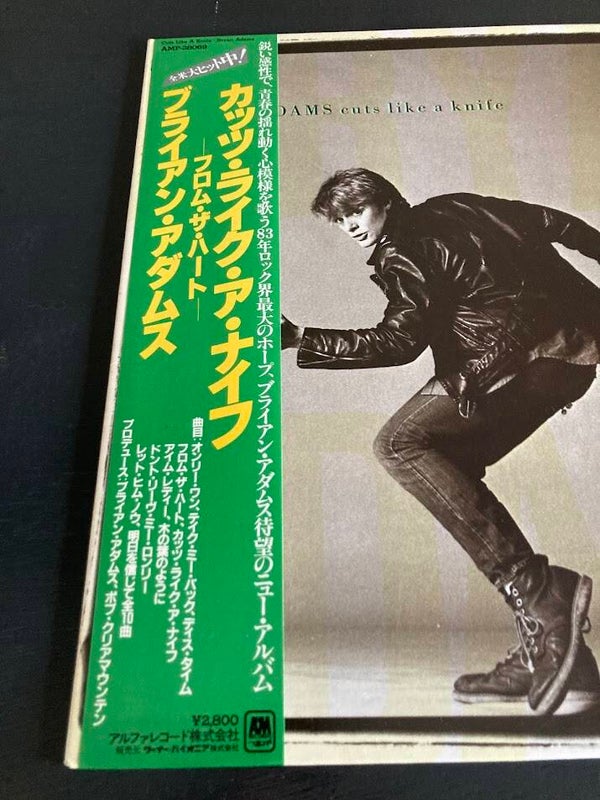 Cuts Like A Knife · Bryan Adams
AMP-28069
全米大ヒット中!
鋭い感性で、青春の揺れ動く心模様を歌う83年ロック界最大のホープ、ブライアン・アダムス待望のニュー・アルバム
カッツ・ライク・ア・ナイフ
—フロム・ザ・ハート—
ブライアン・アダムス
曲目:オンリー・ワン、テイク・ミー・バック、ディス・タイム
フロム・ザ・ハート、カッツ・ライク・ア・ナイフ
アイム・レディー、木の葉のように
ドント・リーヴ・ミー・ロンリー
レット・ヒム・ノウ、明日を信じて全10曲
プロデュース:ブライアン・アダムス、ボブ・クリアマウンテン
¥2,800
アルファレコード株式会社
販売元 ワーナー・パイオニア株式会社
A&M
DAMS cuts like a knife